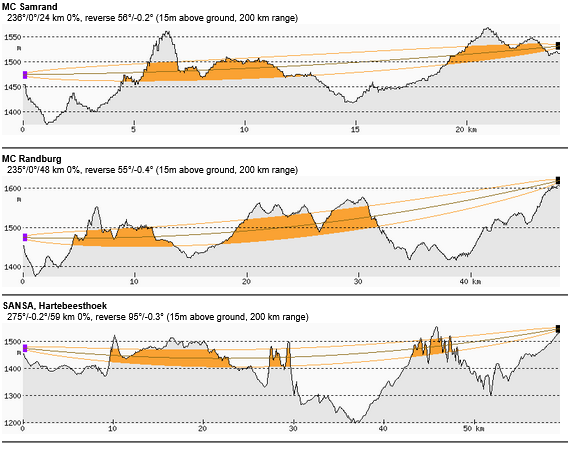 MC Samrand
236°/0°/24 km 0%, reverse 56°/-0.2° (15m above ground, 200 km range)
1550
m
1500
1450
1400
0 5 10 15 20 km
MC Randburg
235°/0°/48 km 0%, reverse 55°/-0.4° (15m above ground, 200 km range)
1600
m
1500
1400
0 10 20 30 40 km
SANSA, Hartebeesthoek
275°/-0.2°/59 km 0%, reverse 95°/-0.3° (15m above ground, 200 km range)
1500
m
1400
1300
1200
0 10 20 30 40 50 km